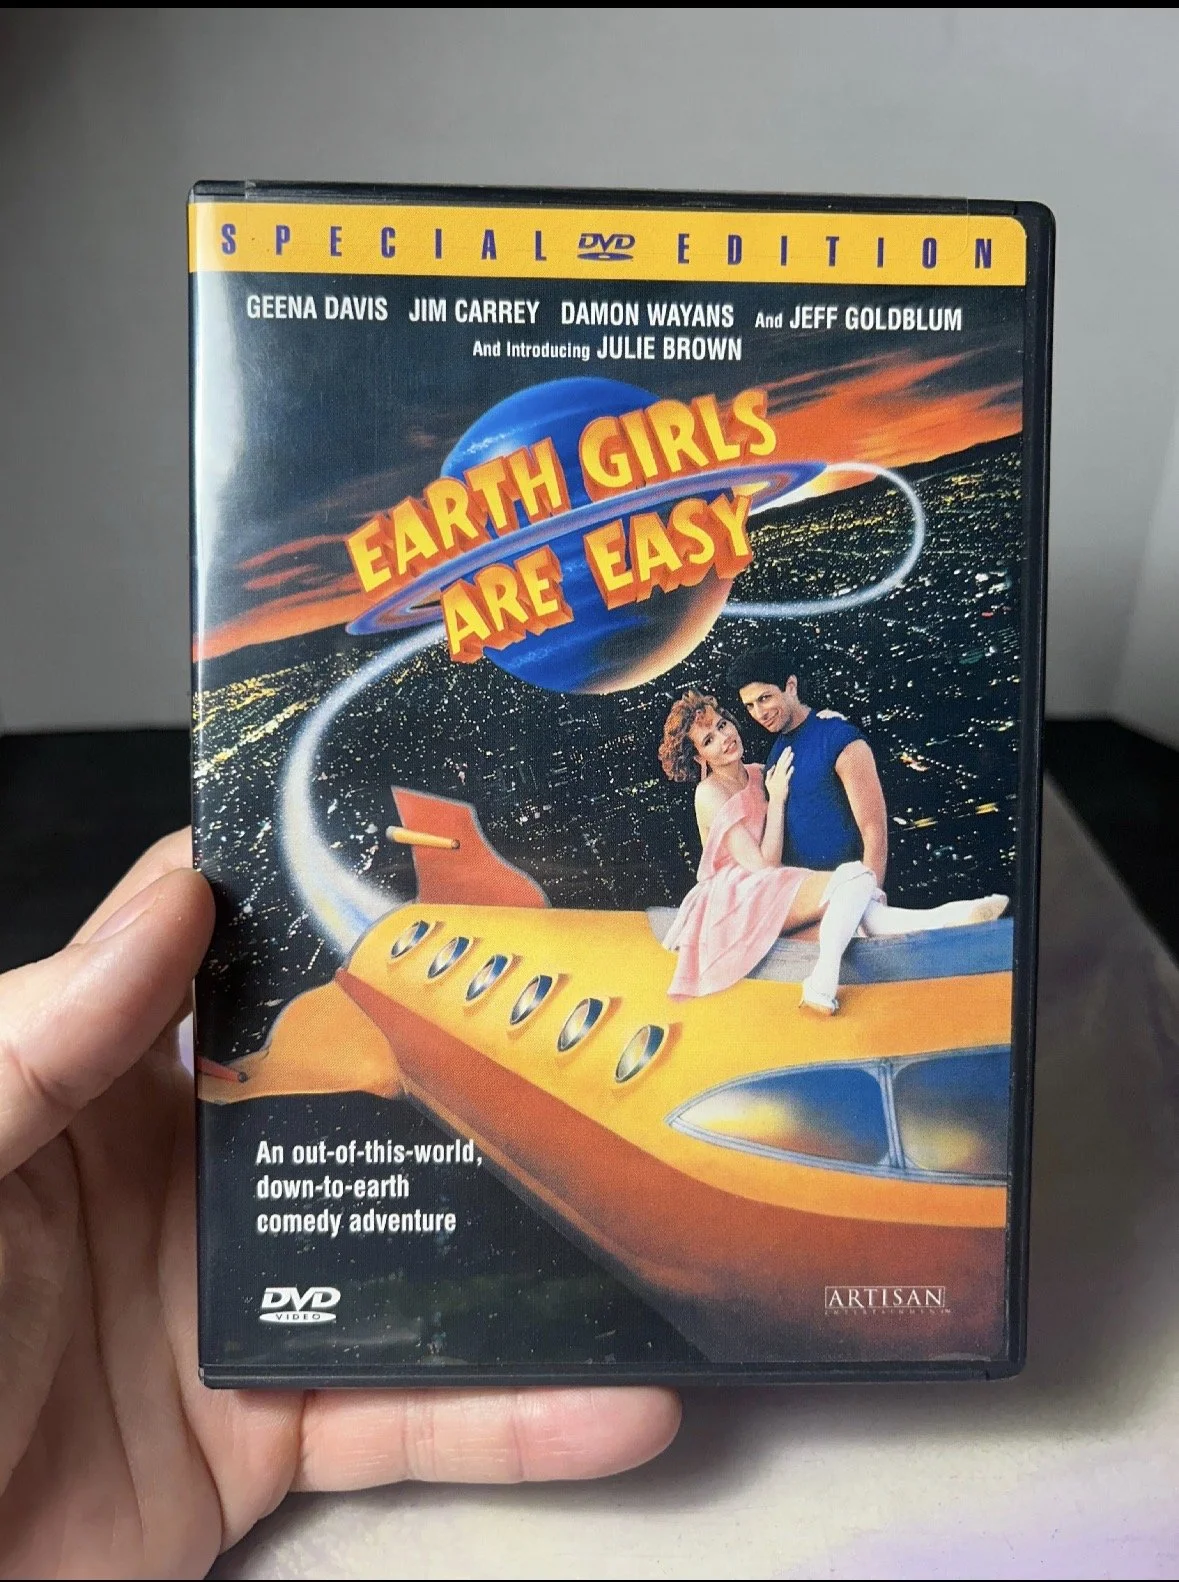 SPECIAL DVD EDITION
GEENA DAVIS JIM CARREY DAMON WAYANS And JEFF GOLDBLUM
And Introducing JULIE BROWN
EARTH GIRLS
ARE EASY
An out-of-this-world,
down-to-earth
comedy adventure
DVD
VIDEO
ARTISAN
ENTERTAINMENT